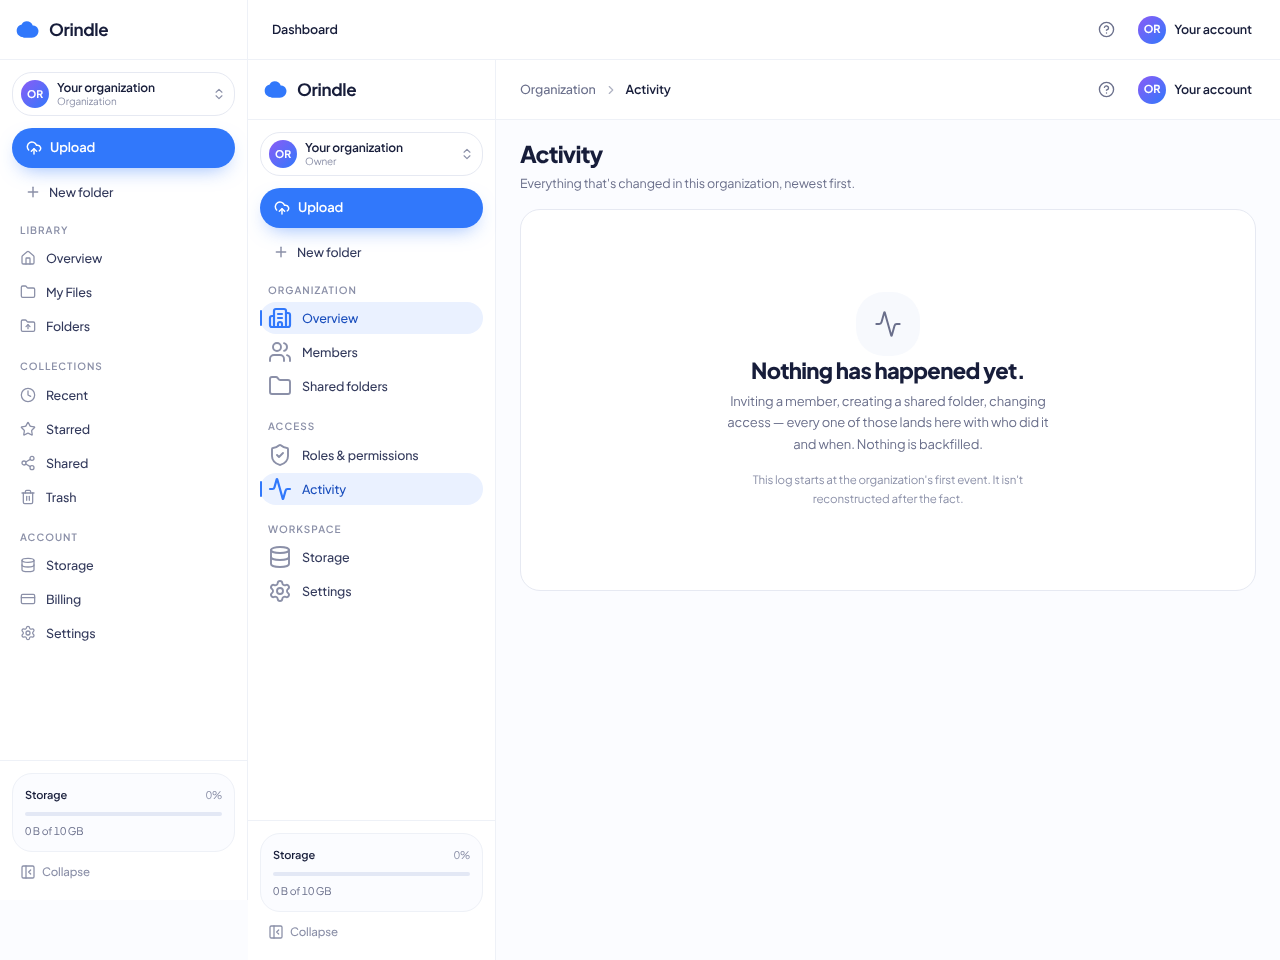 Orindle
OR
Your organization
Organization
Upload
New folder
LIBRARY
Overview
My Files
Folders
COLLECTIONS
Recent
Starred
Shared
Trash
ACCOUNT
Storage
Billing
Settings
Storage 0%
0 B of 10 GB
Collapse
Dashboard
OR Your account
Orindle
OR
Your organization
Owner
Upload
New folder
ORGANIZATION
Overview
Members
Shared folders
ACCESS
Roles & permissions
Activity
WORKSPACE
Storage
Settings
Storage 0%
0 B of 10 GB
Collapse
Organization > Activity
OR Your account
Activity
Everything that's changed in this organization, newest first.
Nothing has happened yet.
Inviting a member, creating a shared folder, changing
access — every one of those lands here with who did it
and when. Nothing is backfilled.
This log starts at the organization's first event. It isn't
reconstructed after the fact.